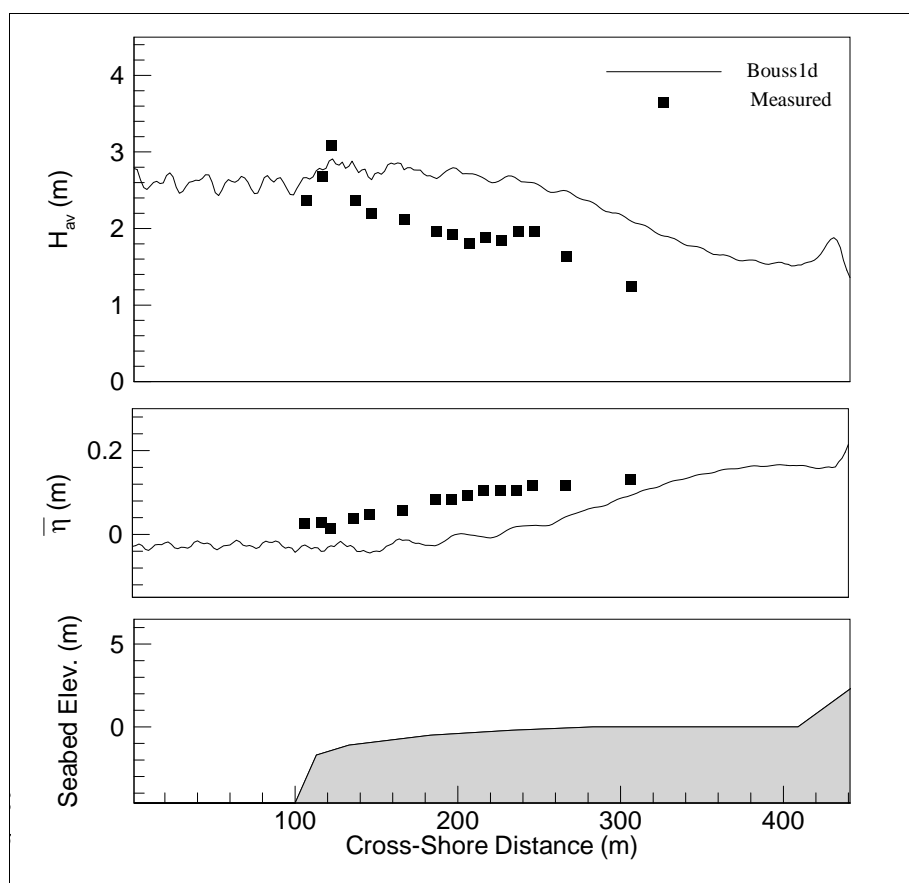 4
3
2
1
0
H_av (m)
Bouss1d
Measured
0.2
0
η̅ (m)
5
0
Seabed Elev. (m)
100 200 300 400
Cross-Shore Distance (m)